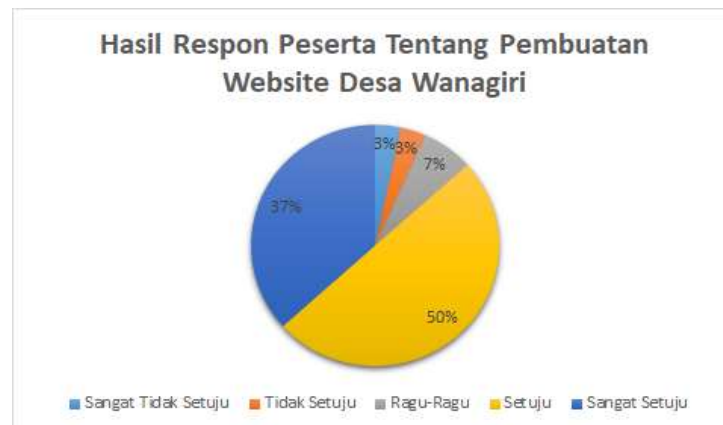 Hasil Respon Peserta Tentang Pembuatan
Website Desa Wanagiri
3%
3%
7%
37%
50%
Sangat Tidak Setuju
Tidak Setuju
Ragu-Ragu
Setuju
Sangat Setuju